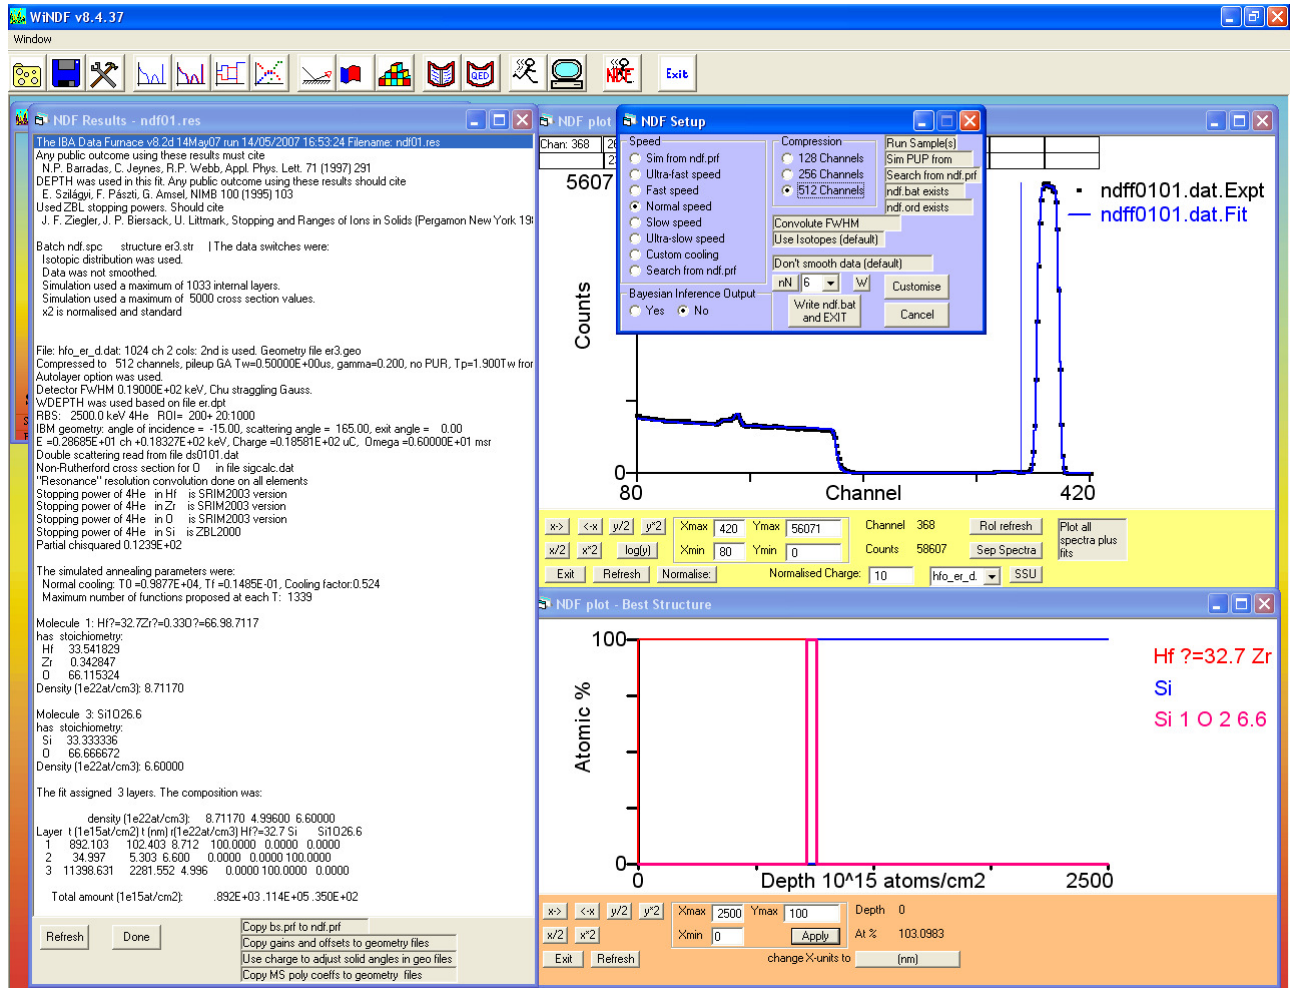 WiNDF v8.4.37
Window
QED
NDF
Exit
NDF Results - ndf01.res
The IBA Data Furnace v8.2d 14May07 run 14/05/2007 16:53:24 Filename: ndf01.res
Any public outcome using these results must cite
N.P. Barradas, C. Jeynes, R.P. Webb, Appl. Phys. Lett. 71 (1997) 291
DEPTH was used in this fit. Any public outcome using these results should cite
E. Szilágyi, F. Pászti, G. Amsel, NIMB 100 (1995) 103
Used ZBL stopping powers. Should cite
J. F. Ziegler, J. P. Biersack, U. Littmark, Stopping and Ranges of Ions in Solids (Pergamon New York 198
Batch ndf.spc structure er3.str | The data switches were:
Isotopic distribution was used.
Data was not smoothed.
Simulation used a maximum of 1033 internal layers.
Simulation used a maximum of 5000 cross section values.
x2 is normalised and standard
File: hfo_er_d.dat: 1024 ch 2 cols: 2nd is used. Geometry file er3.geo
Compressed to 512 channels, pileup GA Tw=0.50000E+00us, gamma=0.200, no PUR, Tp=1.900Tw from
Autolayer option was used.
Detector FWHM 0.19000E+02 keV, Chu straggling Gauss.
WDEPTH was used based on file er.dpt
RBS: 2500.0 keV 4He ROI= 200+ 20:1000
IBM geometry: angle of incidence = -15.00, scattering angle = 165.00, exit angle = 0.00
E =0.28685E+01 ch +0.18327E+02 keV, Charge =0.18581E+02 uC, Omega =0.60000E+01 msr
Double scattering read from file ds0101.dat
Non-Rutherford cross section for O in file sigcalc.dat
"Resonance" resolution convolution done on all elements
Stopping power of 4He in Hf is SRIM2003 version
Stopping power of 4He in Zr is SRIM2003 version
Stopping power of 4He in O is SRIM2003 version
Stopping power of 4He in Si is ZBL2000
Partial chisquared 0.1239E+02
The simulated annealing parameters were:
Normal cooling: T0 =0.9877E+04, Tf =0.1485E-01, Cooling factor:0.524
Maximum number of functions proposed at each T: 1339
Molecule 1: Hf?=32.7Zr?=0.33O?=66.98.7117
has stoichiometry:
Hf 33.541829
Zr 0.342847
O 66.115324
Density (1e22at/cm3): 8.71170
Molecule 3: Si1O26.6
has stoichiometry:
Si 33.333336
O 66.666672
Density (1e22at/cm3): 6.60000
The fit assigned 3 layers. The composition was:
density (1e22at/cm3): 8.71170 4.99600 6.60000
Layer t (1e15at/cm2) t (nm) r(1e22at/cm3) Hf?=32.7 Si Si1O26.6
1 892.103 102.403 8.712 100.0000 0.0000 0.0000
2 34.997 5.303 6.600 0.0000 0.0000 100.0000
3 11398.631 2281.552 4.996 0.0000 100.0000 0.0000
Total amount (1e15at/cm2): .892E+03 .114E+05 .350E+02
Refresh
Done
Copy bs.prf to ndf.prf
Copy gains and offsets to geometry files
Use charge to adjust solid angles in geo files
Copy MS poly coeffs to geometry files
NDF plot
Chan: 368
5607
Counts
0
80
Channel
420
ndff0101.dat.Expt
ndff0101.dat.Fit
NDF Setup
Speed
Sim from ndf.prf
Ultra-fast speed
Fast speed
Normal speed
Slow speed
Ultra-slow speed
Custom cooling
Search from ndf.prf
Bayesian Inference Output
Yes No
Compression
128 Channels
256 Channels
512 Channels
Run Sample(s)
Sim PUP from
Search from ndf.prf
ndf.bat exists
ndf.ord exists
Convolute FWHM
Use Isotopes (default)
Don't smooth data (default)
nN 6 W
Customise
Write ndf.bat
and EXIT
Cancel
x-> <-x y/2 y*2 Xmax 420 Ymax 56071 Channel 368 RoI refresh
Plot all
spectra plus
fits
x/2 x*2 log(y) Xmin 80 Ymin 0 Counts 58607 Sep Spectra
Exit Refresh Normalise: Normalised Charge: 10 hfo_er_d. SSU
NDF plot - Best Structure
100
Atomic %
0
0
Depth 10^15 atoms/cm2
2500
Hf ?=32.7 Zr
Si
Si 1 O 2 6.6
x-> <-x y/2 y*2 Xmax 2500 Ymax 100 Depth 0
x/2 x*2 Xmin 0 Apply At % 103.0983
Exit Refresh change X-units to (nm)